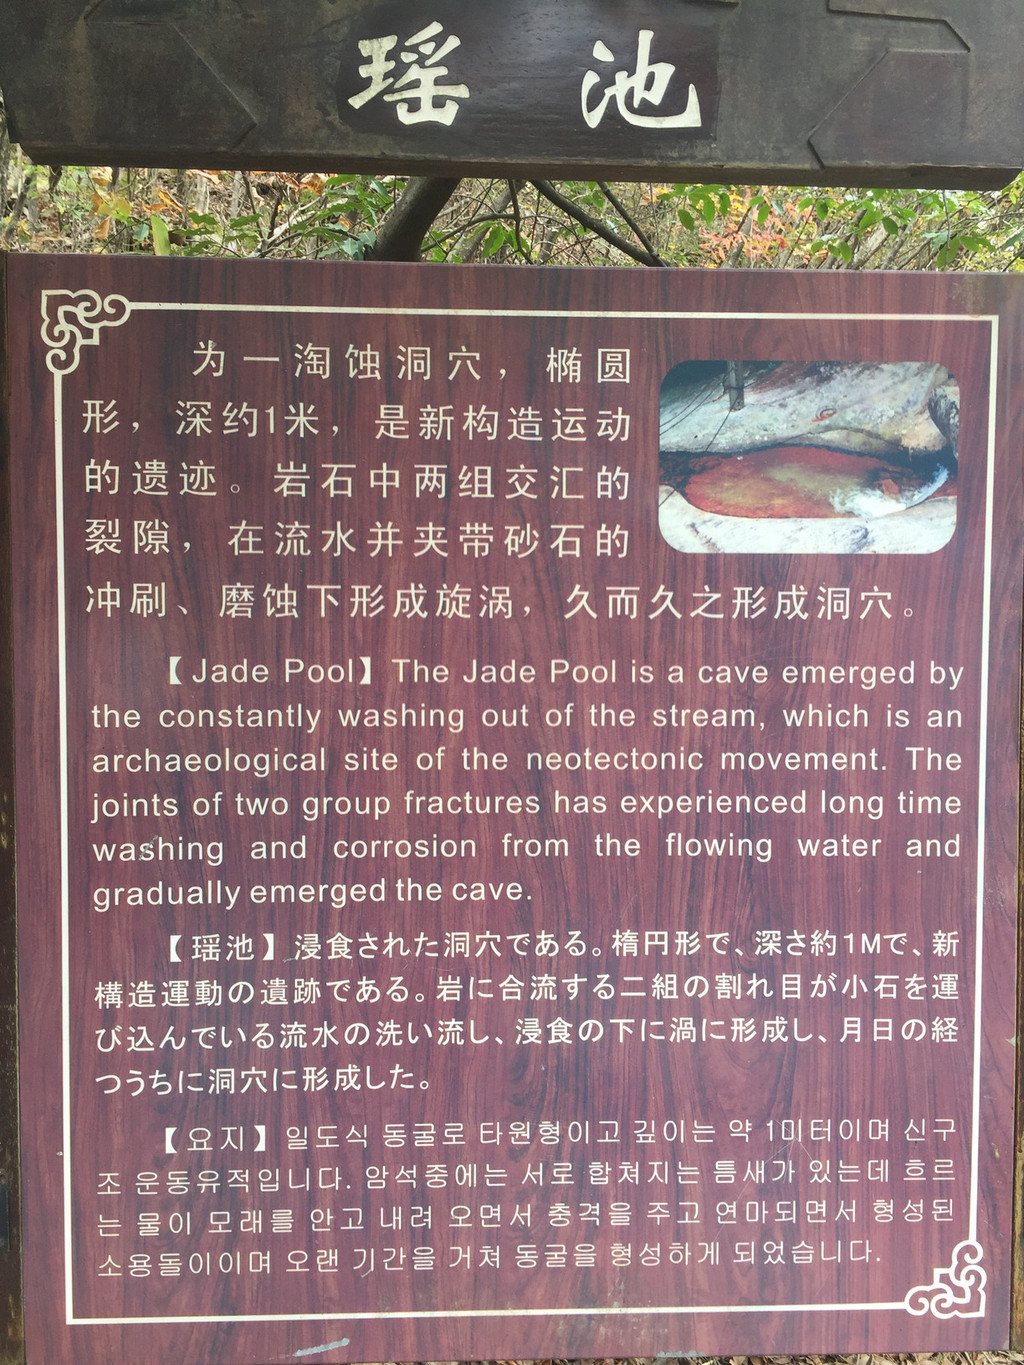 瑶池
为一淘蚀洞穴，椭圆
形，深约1米，是新构造运动
的遗迹。岩石中两组交汇的
裂隙，在流水并夹带砂石的
冲刷、磨蚀下形成旋涡，久而久之形成洞穴。
【Jade Pool】The Jade Pool is a cave emerged by
the constantly washing out of the stream, which is an
archaeological site of the neotectonic movement. The
joints of two group fractures has experienced long time
washing and corrosion from the flowing water and
gradually emerged the cave.
【瑶池】浸食された洞穴である。楕円形で、深さ約1Mで、新
構造運動の遺跡である。岩に合流する二組の割れ目が小石を運
び込んでいる流水の洗い流し、浸食の下に渦に形成し、月日の経
つうちに洞穴に形成した。
【요지】일도식 동굴로 타원형이고 깊이는 약 1미터이며 신구
조 운동유적입니다. 암석중에는 서로 합쳐지는 틈새가 있는데 흐르
는 물이 모래를 안고 내려 오면서 충격을 주고 연마되면서 형성된
소용돌이이며 오랜 기간을 거쳐 동굴을 형성하게 되었습니다.